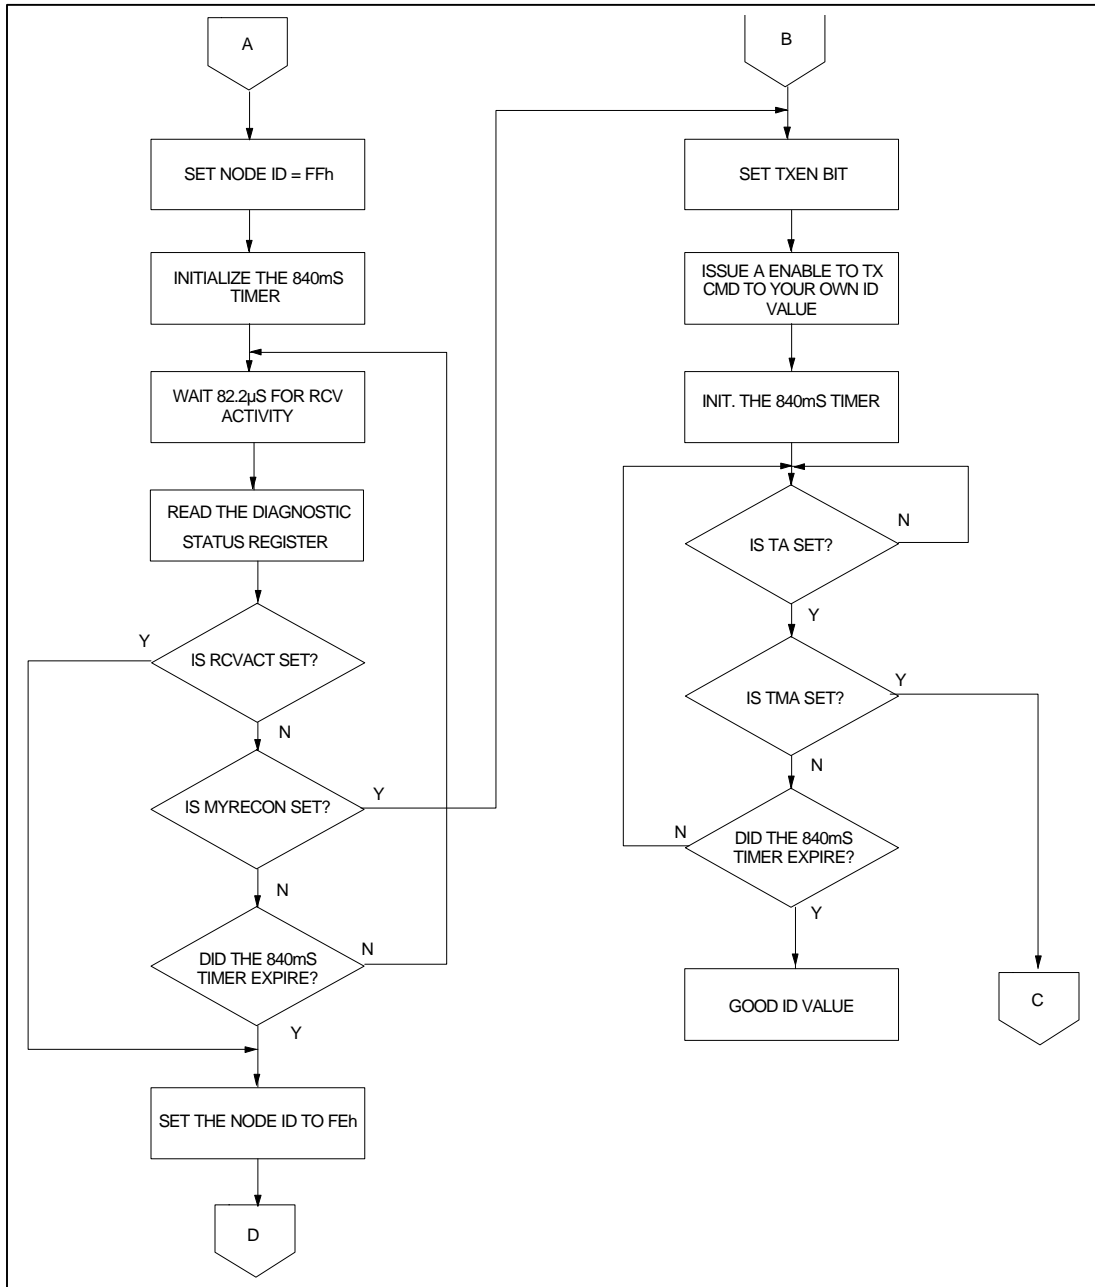 A
SET NODE ID = FFh
INITIALIZE THE 840mS
TIMER
WAIT 82.2µS FOR RCV
ACTIVITY
READ THE DIAGNOSTIC
STATUS REGISTER
Y
IS RCVACT SET?
N
IS MYRECON SET?
Y
N
DID THE 840mS
TIMER EXPIRE?
N
Y
SET THE NODE ID TO FEh
D
B
SET TXEN BIT
ISSUE A ENABLE TO TX
CMD TO YOUR OWN ID
VALUE
INIT. THE 840mS TIMER
IS TA SET?
N
Y
IS TMA SET?
Y
N
N
DID THE 840mS
TIMER EXPIRE?
Y
GOOD ID VALUE
C